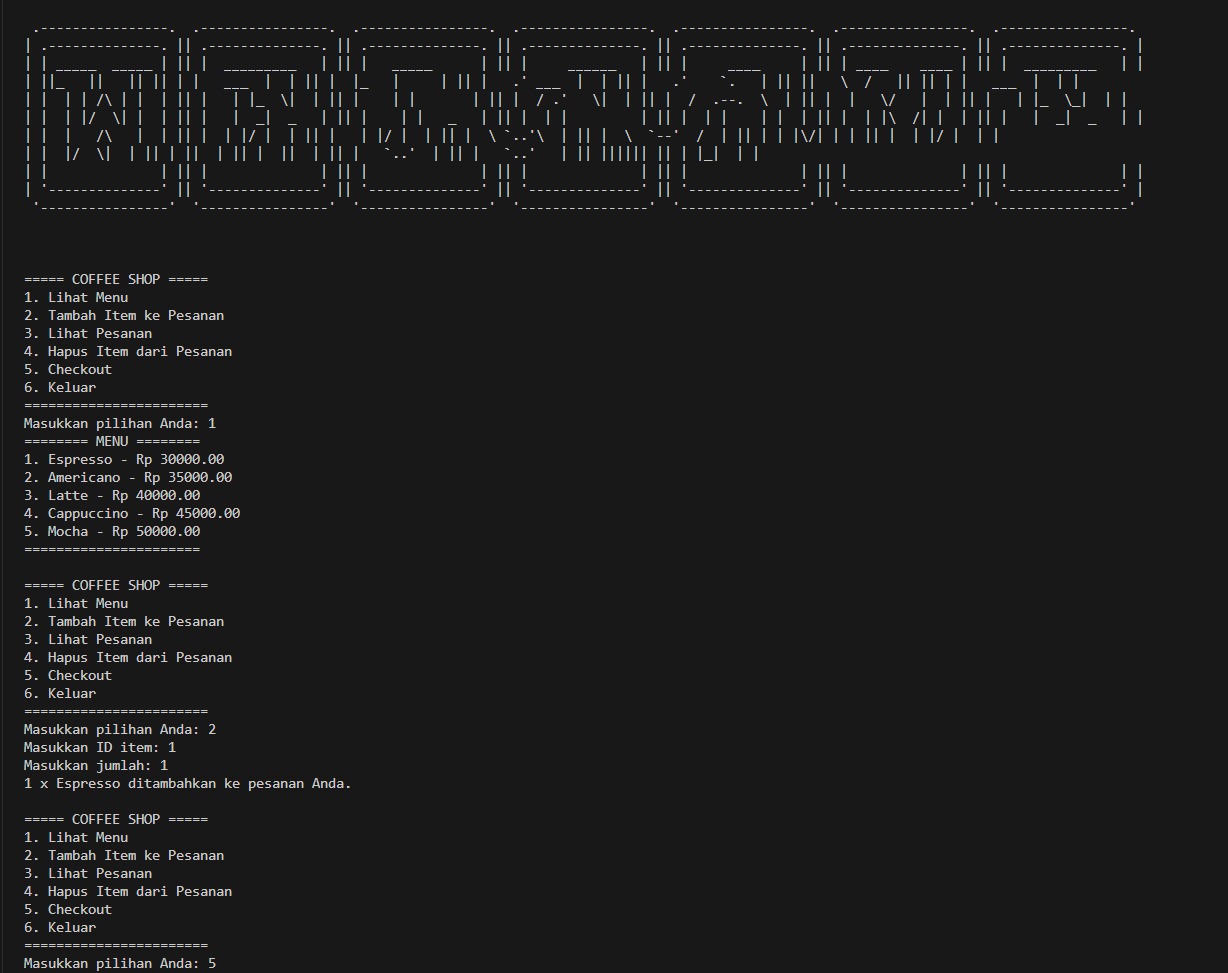 ===== COFFEE SHOP =====
1. Lihat Menu
2. Tambah Item ke Pesanan
3. Lihat Pesanan
4. Hapus Item dari Pesanan
5. Checkout
6. Keluar
=======================
Masukkan pilihan Anda: 1
======== MENU ========
1. Espresso - Rp 30000.00
2. Americano - Rp 35000.00
3. Latte - Rp 40000.00
4. Cappuccino - Rp 45000.00
5. Mocha - Rp 50000.00
======================
===== COFFEE SHOP =====
1. Lihat Menu
2. Tambah Item ke Pesanan
3. Lihat Pesanan
4. Hapus Item dari Pesanan
5. Checkout
6. Keluar
=======================
Masukkan pilihan Anda: 2
Masukkan ID item: 1
Masukkan jumlah: 1
1 x Espresso ditambahkan ke pesanan Anda.
===== COFFEE SHOP =====
1. Lihat Menu
2. Tambah Item ke Pesanan
3. Lihat Pesanan
4. Hapus Item dari Pesanan
5. Checkout
6. Keluar
=======================
Masukkan pilihan Anda: 5